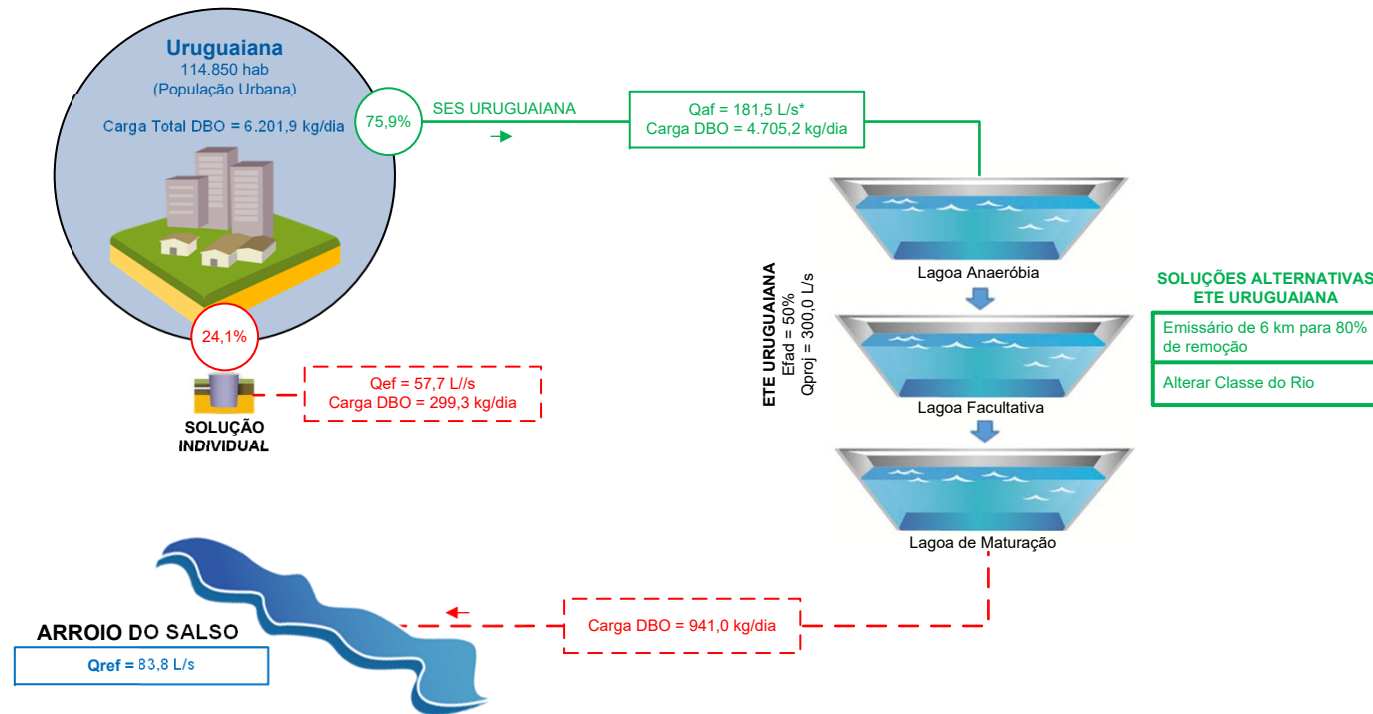 Uruguaiana
114.850 hab
(População Urbana)
Carga Total DBO = 6.201,9 kg/dia
75,9%
SES URUGUAIANA
Qaf = 181,5 L/s*
Carga DBO = 4.705,2 kg/dia
24,1%
Qef = 57,7 L//s
Carga DBO = 299,3 kg/dia
SOLUÇÃO
INDIVIDUAL
Lagoa Anaeróbia
ETE URUGUAIANA
Efad = 50%
Qproj = 300,0 L/s
Lagoa Facultativa
Lagoa de Maturação
SOLUÇÕES ALTERNATIVAS
ETE URUGUAIANA
Emissário de 6 km para 80%
de remoção
Alterar Classe do Rio
Carga DBO = 941,0 kg/dia
ARROIO DO SALSO
Qref = 83,8 L/s